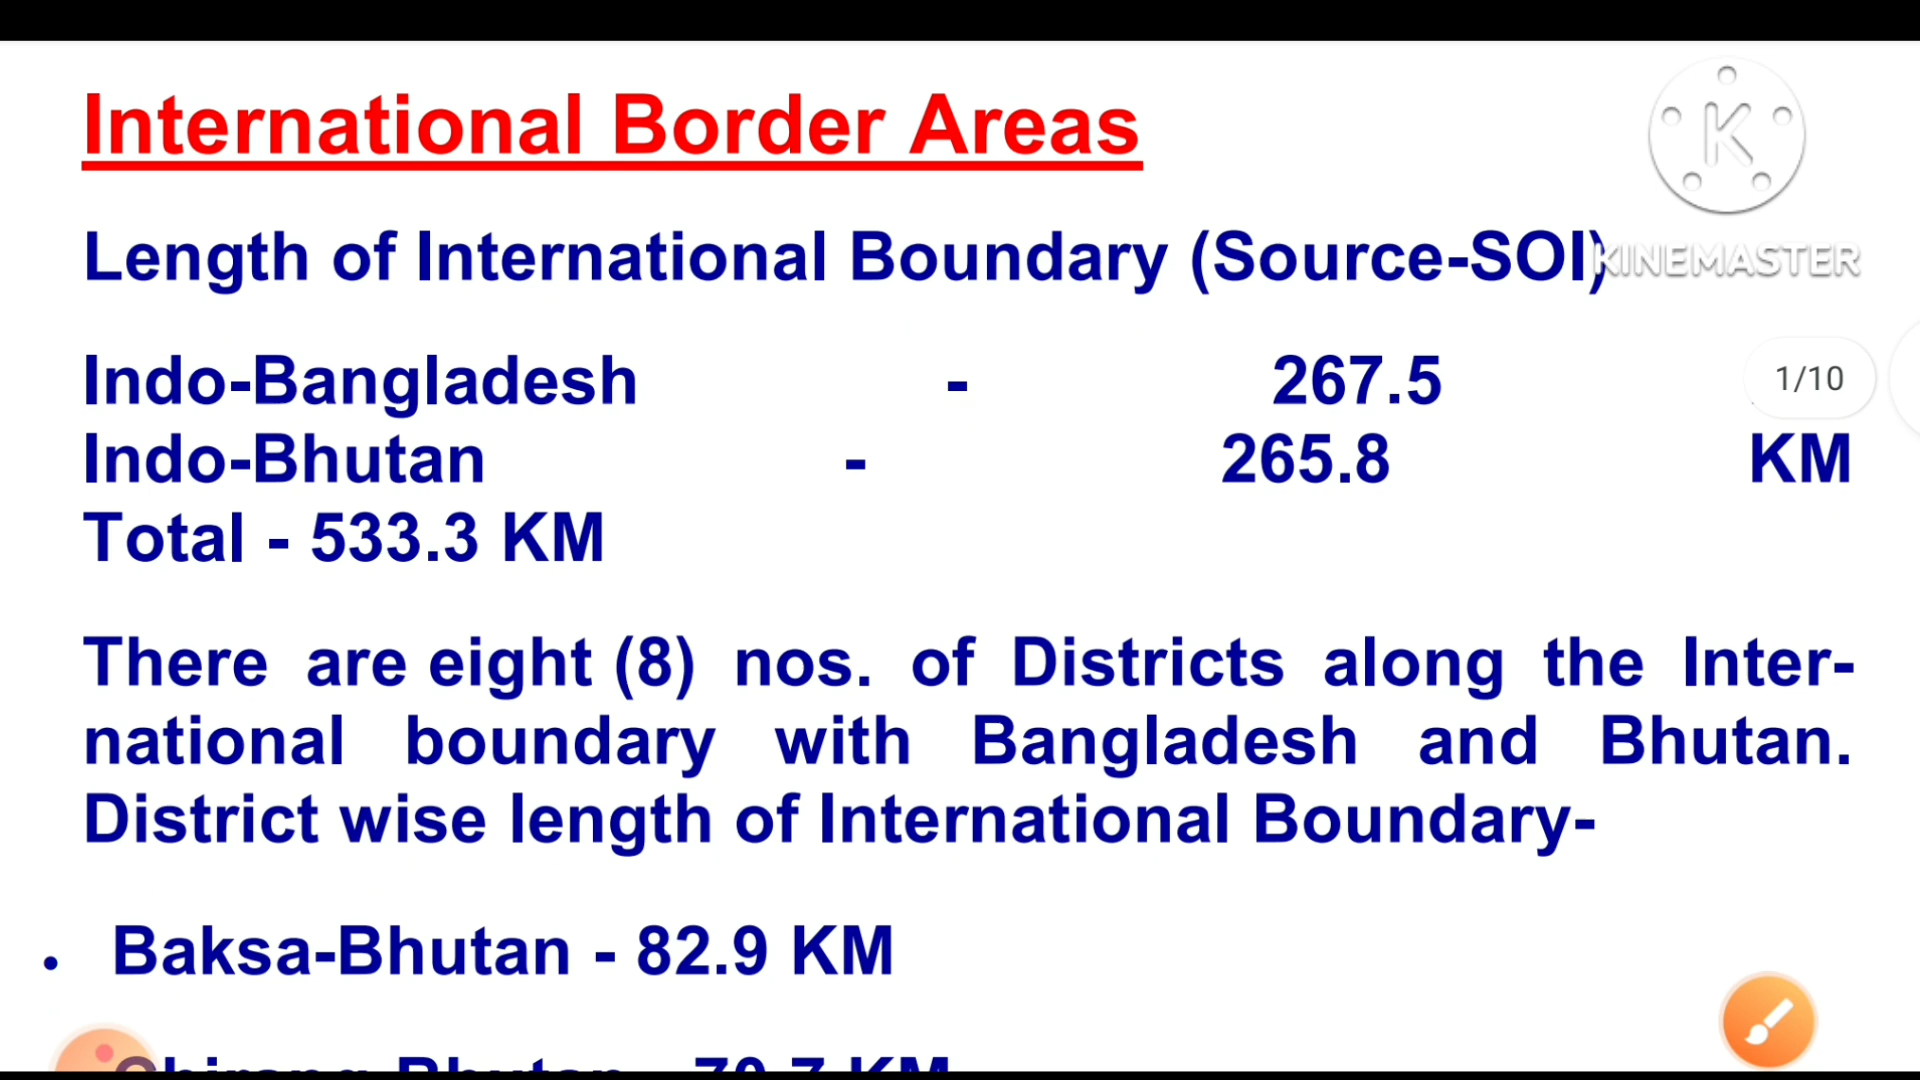 International Border Areas
K
KINEMASTER
Length of International Boundary (Source-SOI)
Indo-Bangladesh - 267.5
1/10
Indo-Bhutan - 265.8 KM
Total - 533.3 KM
There are eight (8) nos. of Districts along the Inter-
national boundary with Bangladesh and Bhutan.
District wise length of International Boundary-
• Baksa-Bhutan - 82.9 KM